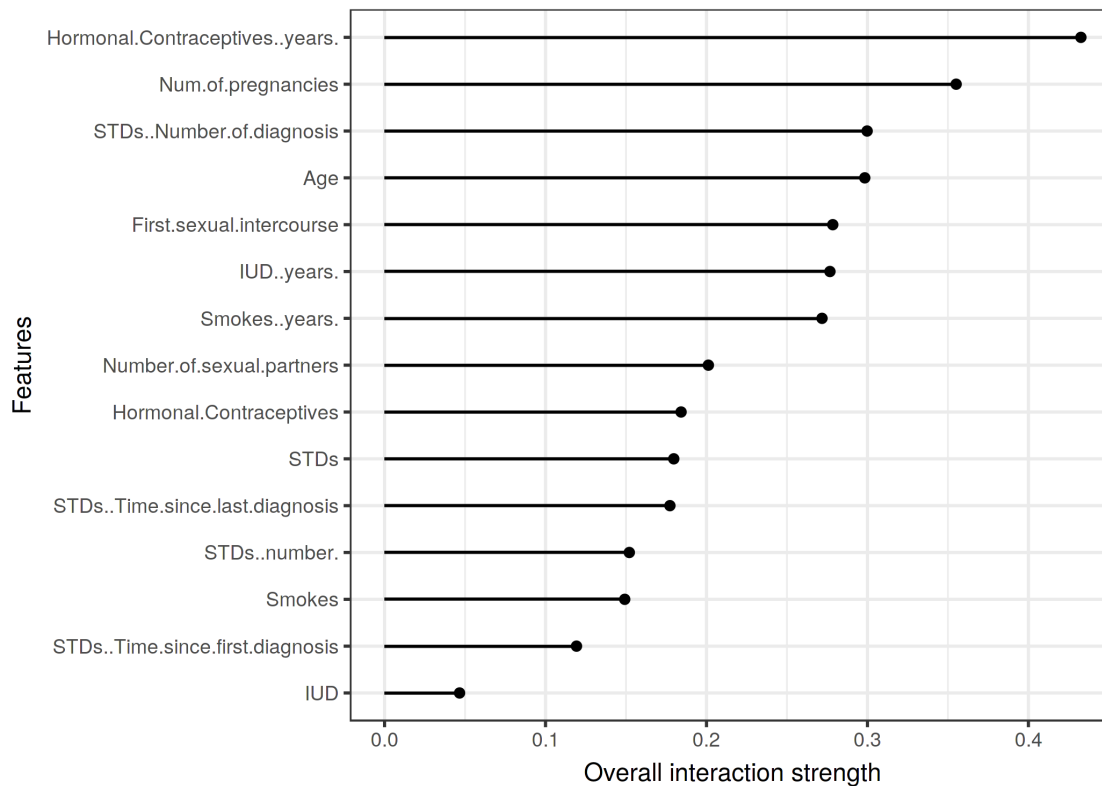 Hormonal.Contraceptives..years.
Num.of.pregnancies
STDs..Number.of.diagnosis
Age
First.sexual.intercourse
IUD..years.
Smokes..years.
Number.of.sexual.partners
Hormonal.Contraceptives
STDs
STDs..Time.since.last.diagnosis
STDs..number.
Smokes
STDs..Time.since.first.diagnosis
IUD
Features
0.0 0.1 0.2 0.3 0.4
Overall interaction strength